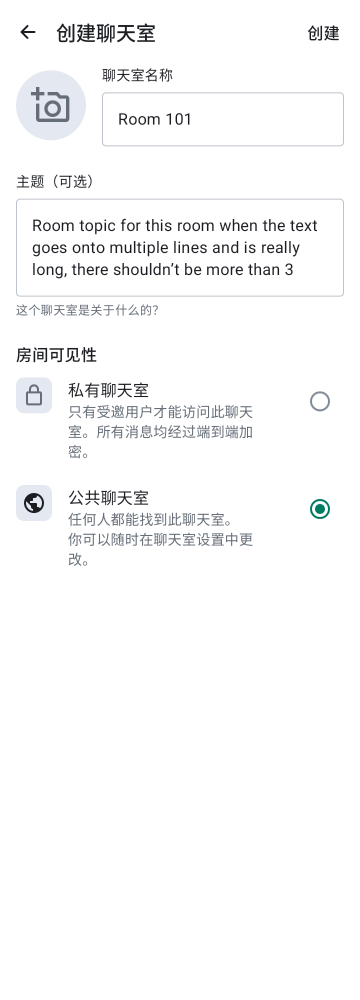 创建聊天室
创建
聊天室名称
Room 101
主题（可选）
Room topic for this room when the text
goes onto multiple lines and is really
long, there shouldn’t be more than 3
这个聊天室是关于什么的？
房间可见性
私有聊天室
只有受邀用户才能访问此聊天
室。所有消息均经过端到端加
密。
公共聊天室
任何人都能找到此聊天室。
你可以随时在聊天室设置中更
改。